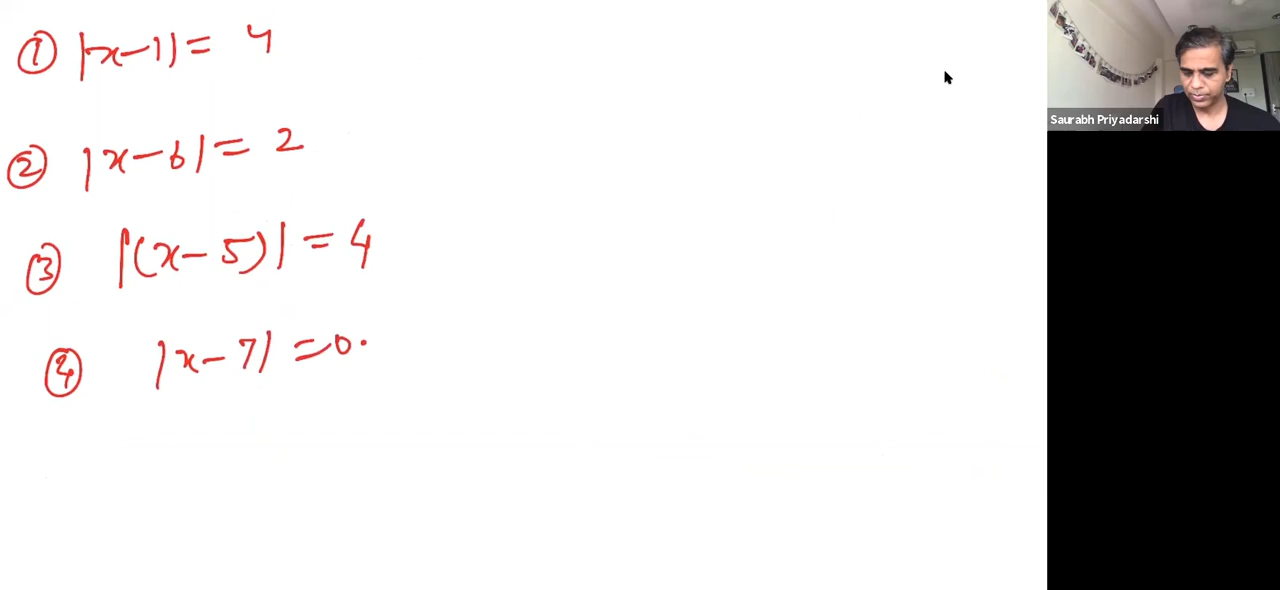 ① |x-1| = 4
② |x-6| = 2
③ |(x-5)| = 4
④ |x-7| = 0.
Saurabh Priyadarshi